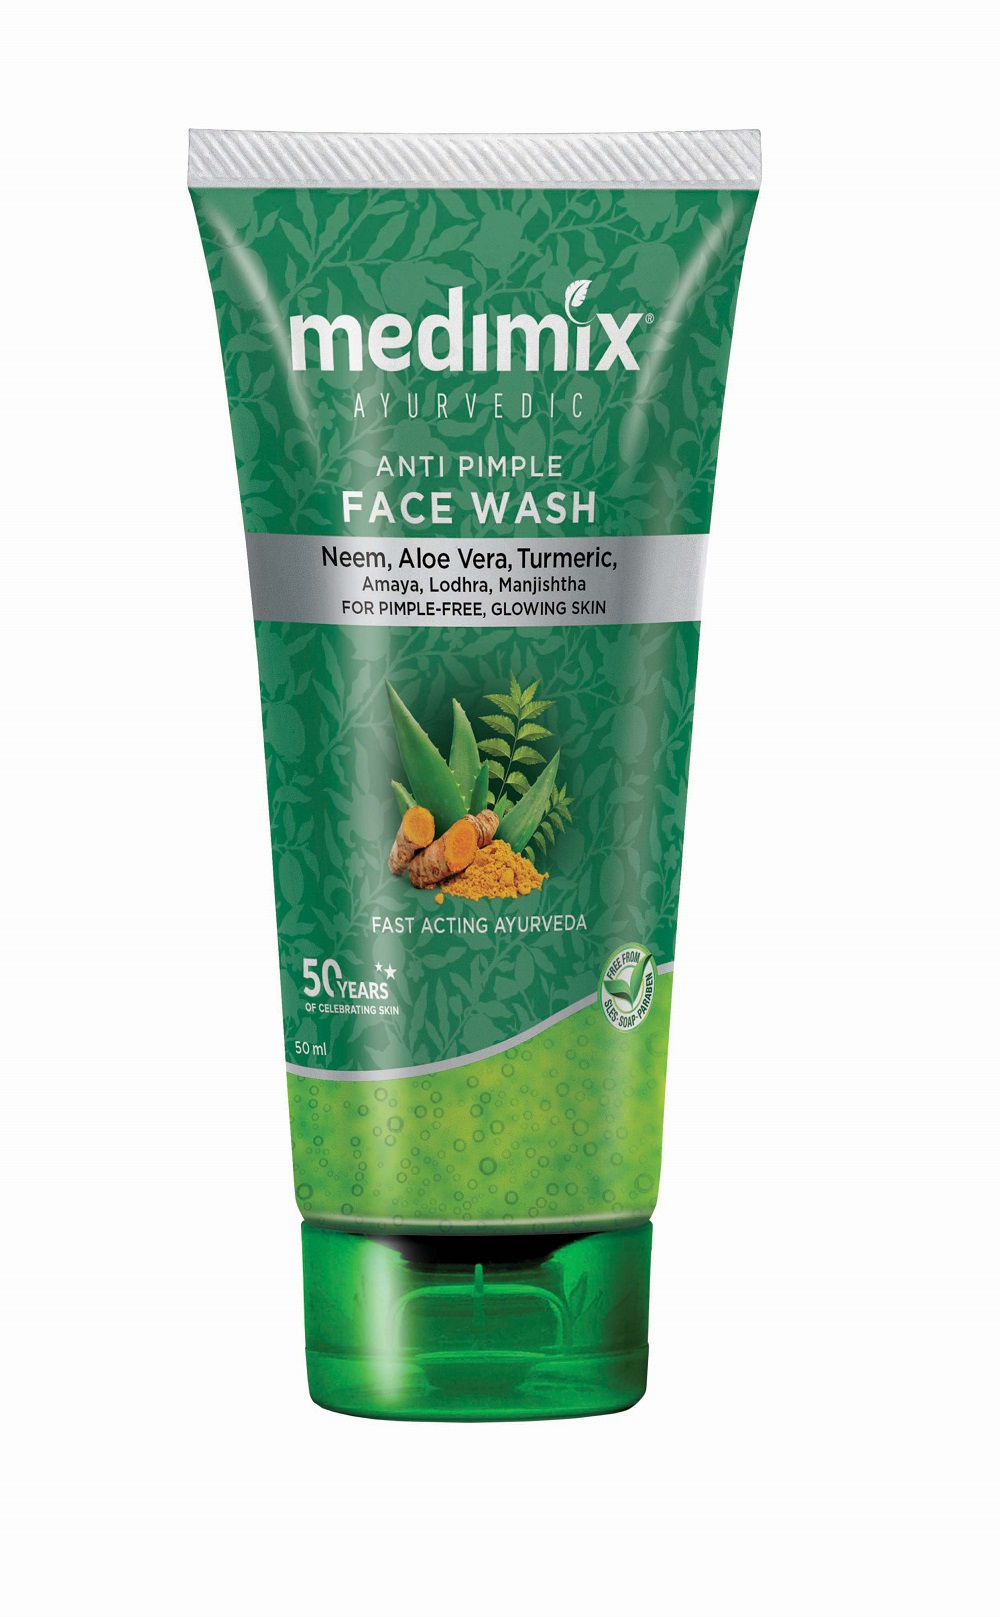 medimix®
AYURVEDIC
ANTI PIMPLE
FACE WASH
Neem, Aloe Vera, Turmeric,
Amaya, Lodhra, Manjishtha
FOR PIMPLE-FREE, GLOWING SKIN
FAST ACTING AYURVEDA
50 YEARS
OF CELEBRATING SKIN
FREE FROM
SLES-SOAP-PARABEN
50 ml